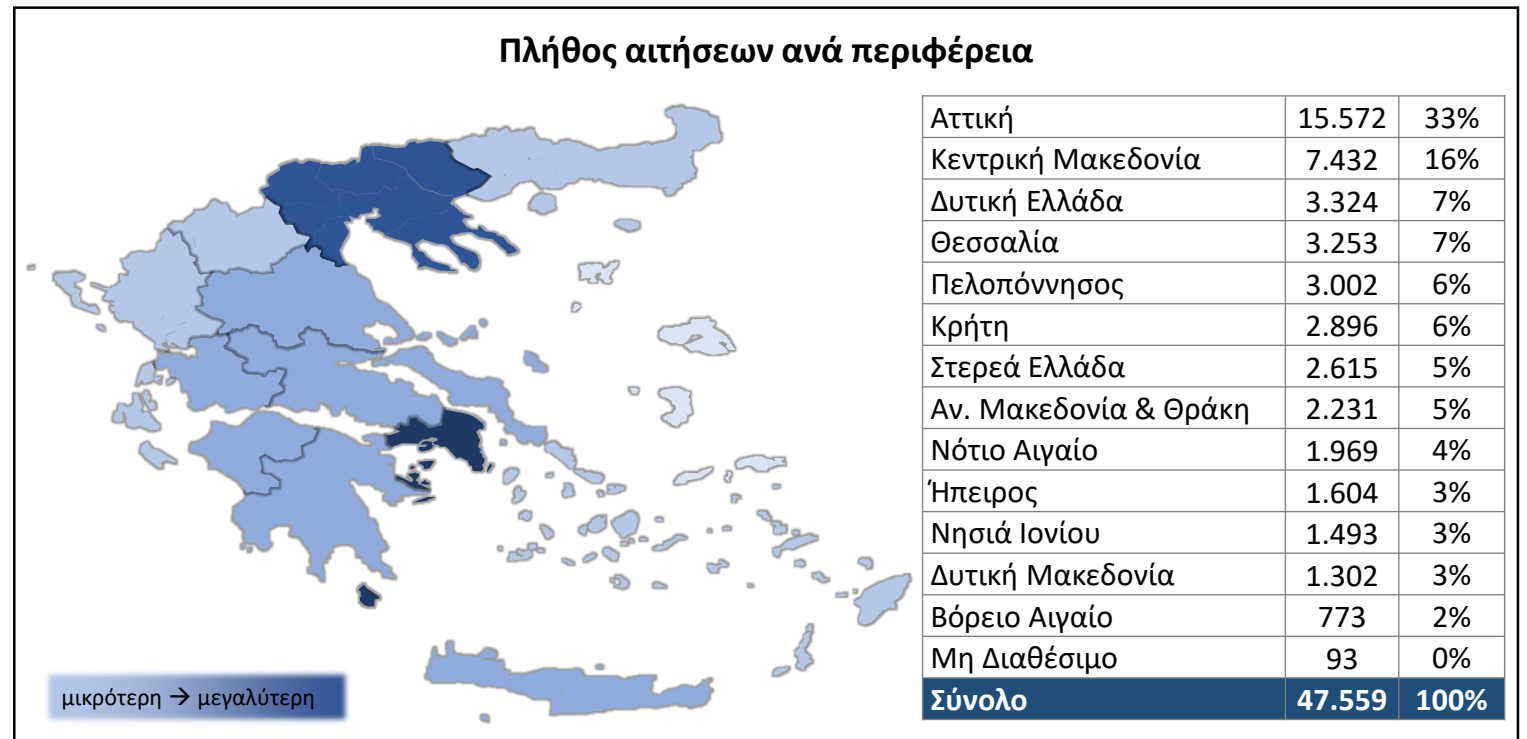 Πλήθος αιτήσεων ανά περιφέρεια
Αττική 15.572 33%
Κεντρική Μακεδονία 7.432 16%
Δυτική Ελλάδα 3.324 7%
Θεσσαλία 3.253 7%
Πελοπόννησος 3.002 6%
Κρήτη 2.896 6%
Στερεά Ελλάδα 2.615 5%
Αν. Μακεδονία & Θράκη 2.231 5%
Νότιο Αιγαίο 1.969 4%
Ήπειρος 1.604 3%
Νησιά Ιονίου 1.493 3%
Δυτική Μακεδονία 1.302 3%
Βόρειο Αιγαίο 773 2%
Μη Διαθέσιμο 93 0%
Σύνολο 47.559 100%
μικρότερη → μεγαλύτερη